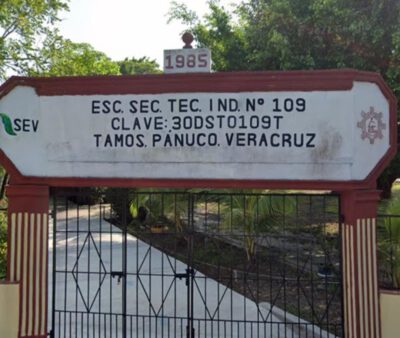 1985
ESC. SEC. TEC. IND. Nº 109
CLAVE: 30DST0109T
TAMOS. PÁNUCO. VERACRUZ
SEV